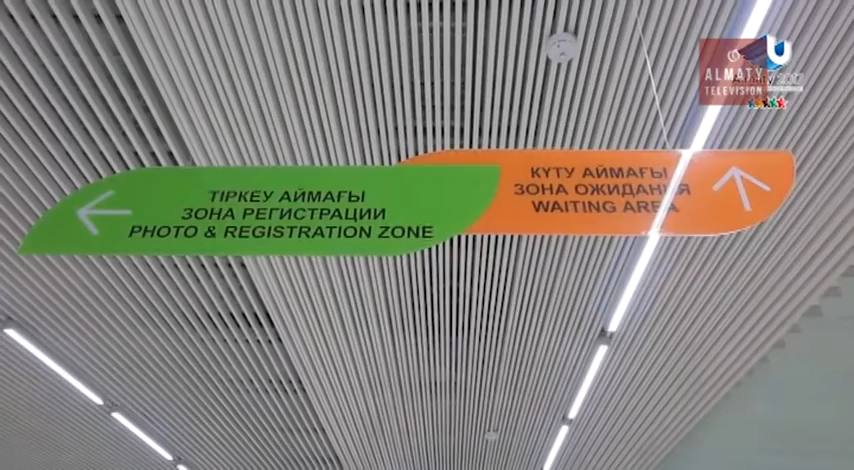 ТІРКЕУ АЙМАҒЫ
ЗОНА РЕГИСТРАЦИИ
PHOTO & REGISTRATION ZONE
КҮТУ АЙМАҒЫ
ЗОНА ОЖИДАНИЯ
WAITING AREA
ALMATY
TELEVISION